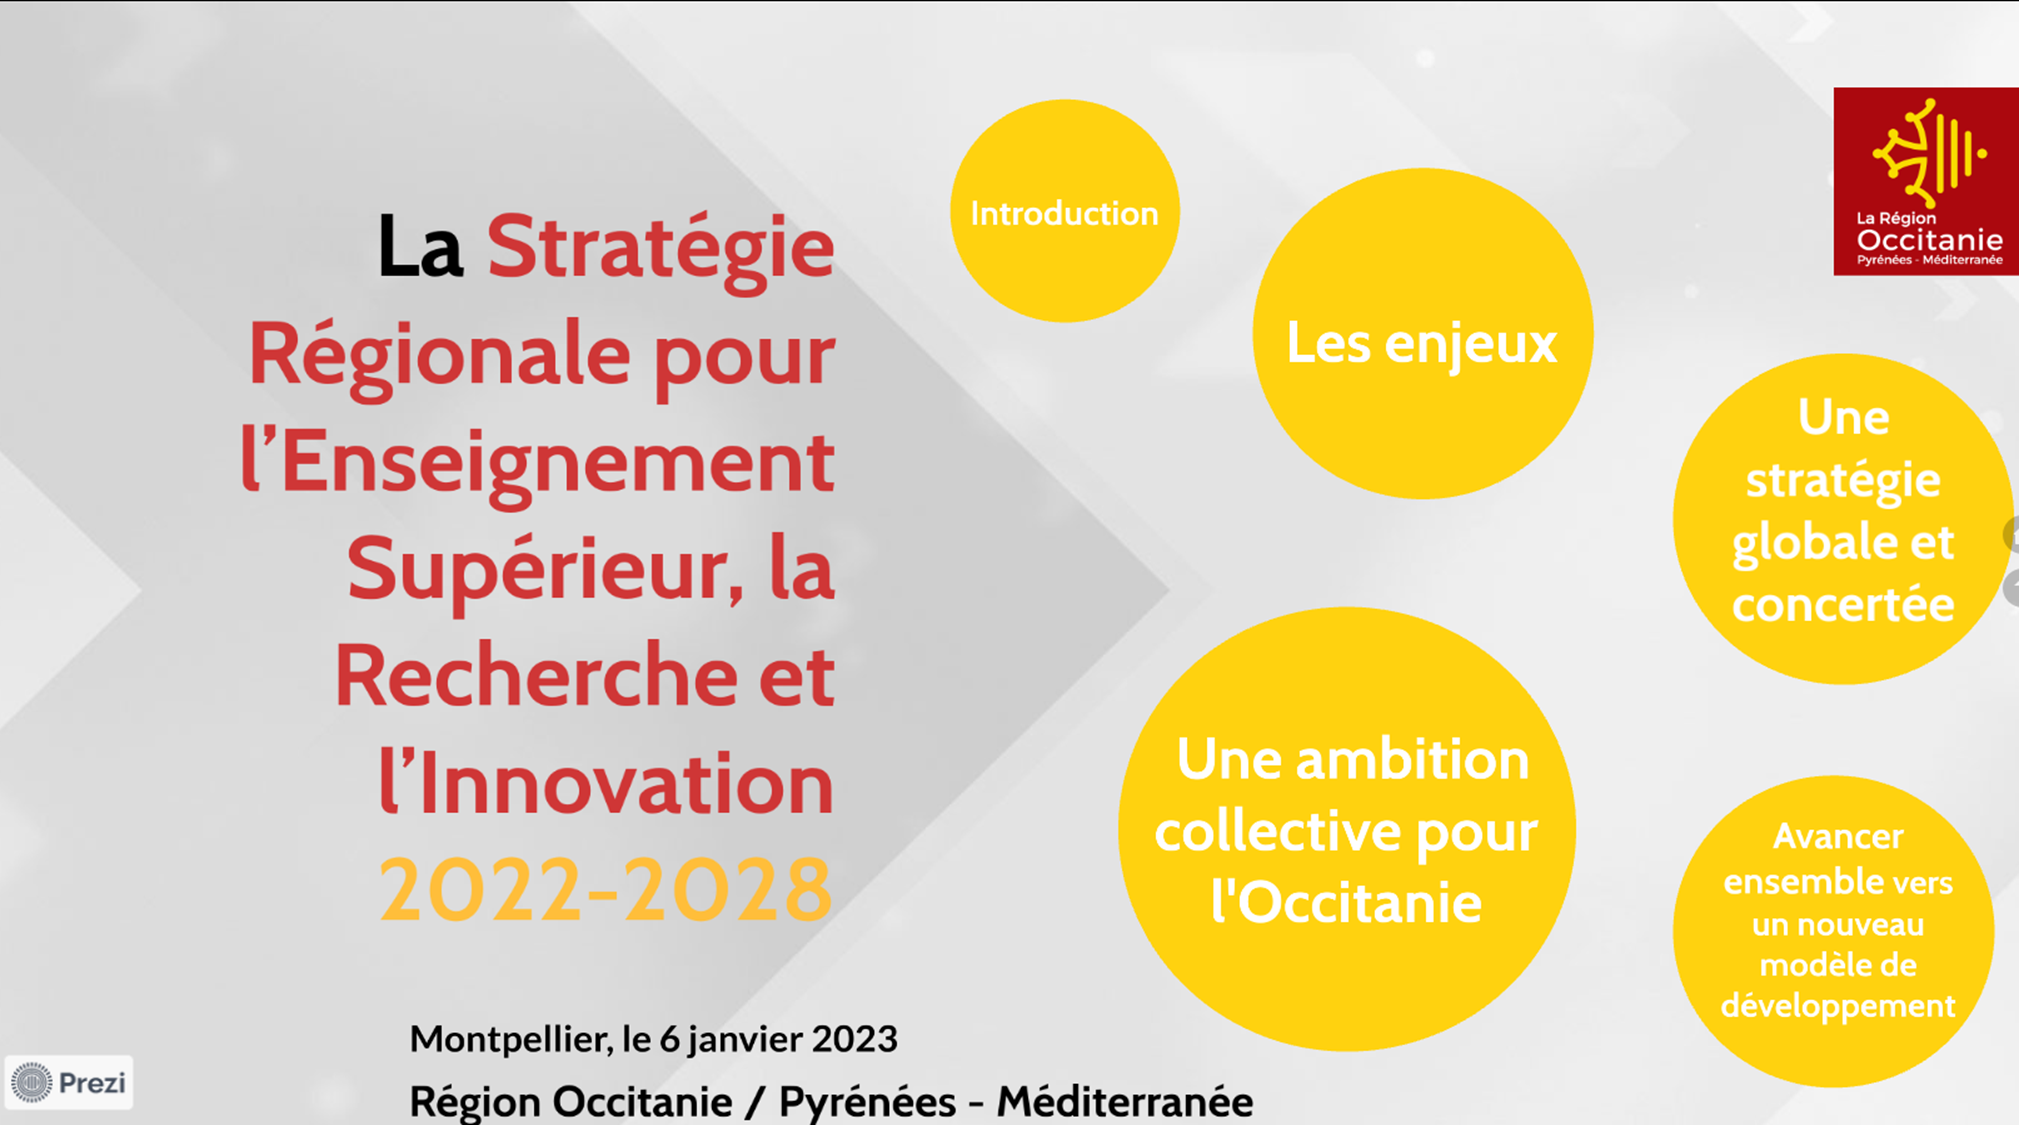 La Stratégie
Régionale pour
l’Enseignement
Supérieur, la
Recherche et
l’Innovation
2022-2028
Montpellier, le 6 janvier 2023
Région Occitanie / Pyrénées - Méditerranée
Introduction
Les enjeux
Une
stratégie
globale et
concertée
Une ambition
collective pour
l'Occitanie
Avancer
ensemble vers
un nouveau
modèle de
développement
La Région
Occitanie
Pyrénées - Méditerranée
Prezi